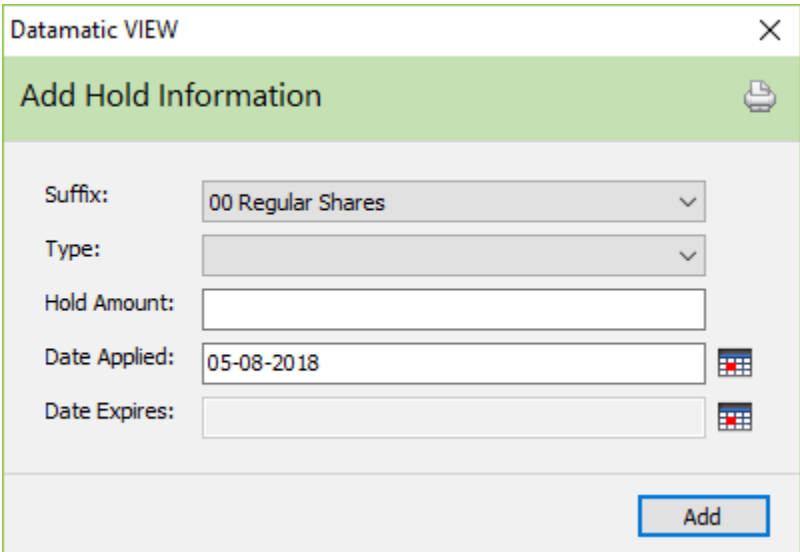 Datamatic VIEW
Add Hold Information
Suffix: 00 Regular Shares
Type:
Hold Amount:
Date Applied: 05-08-2018
Date Expires:
Add